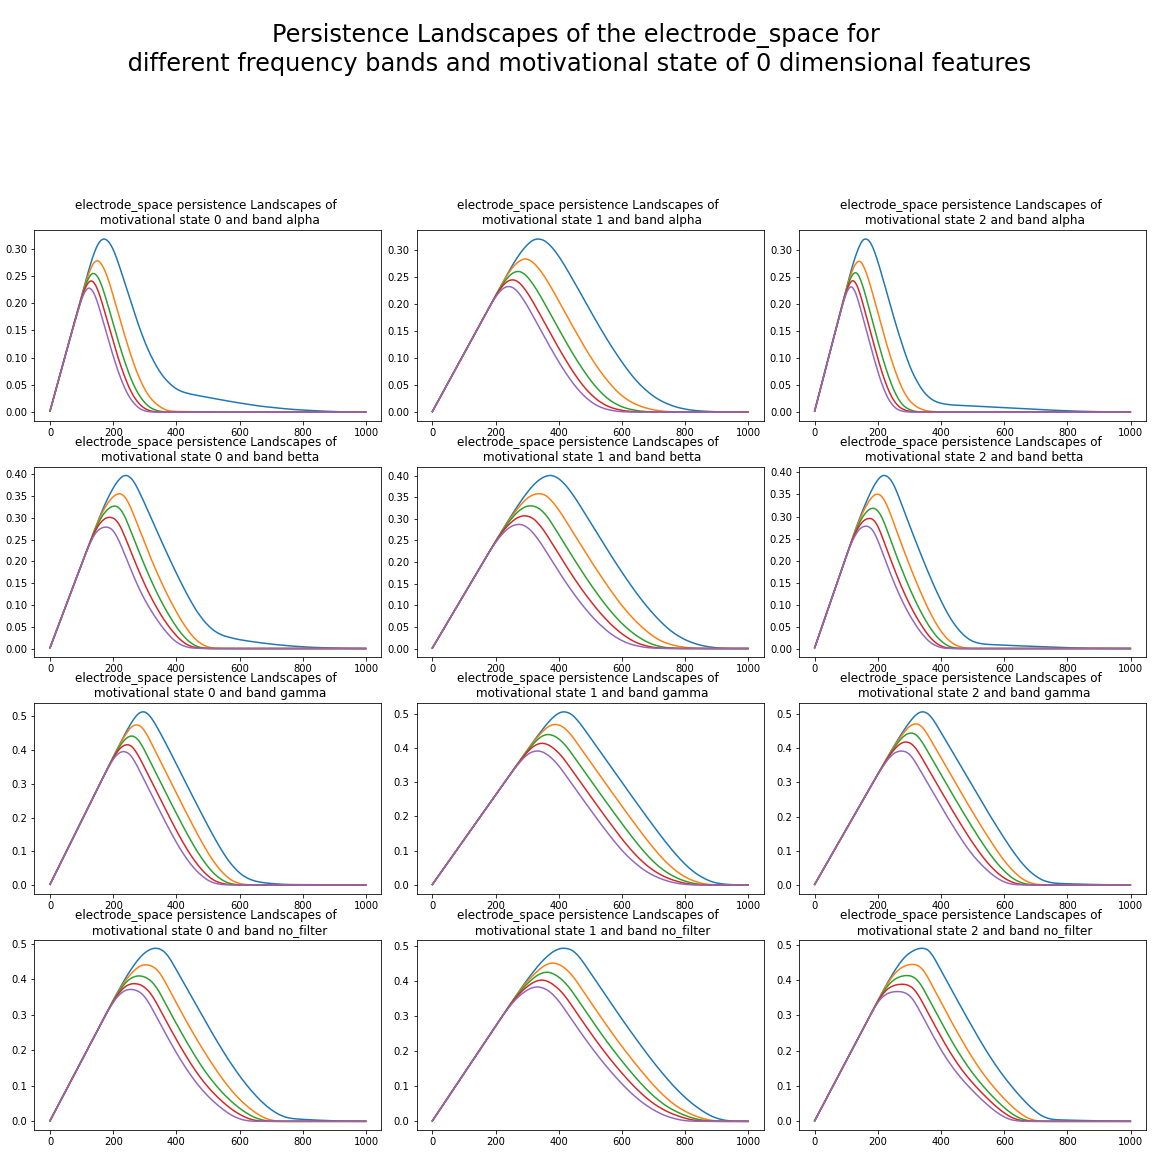 Persistence Landscapes of the electrode_space for
different frequency bands and motivational state of 0 dimensional features
electrode_space persistence Landscapes of
motivational state 0 and band alpha
0.30
0.25
0.20
0.15
0.10
0.05
0.00
0 200 400 600 800 1000
electrode_space persistence Landscapes of
motivational state 1 and band alpha
0.30
0.25
0.20
0.15
0.10
0.05
0.00
0 200 400 600 800 1000
electrode_space persistence Landscapes of
motivational state 2 and band alpha
0.30
0.25
0.20
0.15
0.10
0.05
0.00
0 200 400 600 800 1000
electrode_space persistence Landscapes of
motivational state 0 and band betta
0.40
0.35
0.30
0.25
0.20
0.15
0.10
0.05
0.00
0 200 400 600 800 1000
electrode_space persistence Landscapes of
motivational state 1 and band betta
0.40
0.35
0.30
0.25
0.20
0.15
0.10
0.05
0.00
0 200 400 600 800 1000
electrode_space persistence Landscapes of
motivational state 2 and band betta
0.40
0.35
0.30
0.25
0.20
0.15
0.10
0.05
0.00
0 200 400 600 800 1000
electrode_space persistence Landscapes of
motivational state 0 and band gamma
0.5
0.4
0.3
0.2
0.1
0.0
0 200 400 600 800 1000
electrode_space persistence Landscapes of
motivational state 1 and band gamma
0.5
0.4
0.3
0.2
0.1
0.0
0 200 400 600 800 1000
electrode_space persistence Landscapes of
motivational state 2 and band gamma
0.5
0.4
0.3
0.2
0.1
0.0
0 200 400 600 800 1000
electrode_space persistence Landscapes of
motivational state 0 and band no_filter
0.5
0.4
0.3
0.2
0.1
0.0
0 200 400 600 800 1000
electrode_space persistence Landscapes of
motivational state 1 and band no_filter
0.5
0.4
0.3
0.2
0.1
0.0
0 200 400 600 800 1000
electrode_space persistence Landscapes of
motivational state 2 and band no_filter
0.5
0.4
0.3
0.2
0.1
0.0
0 200 400 600 800 1000